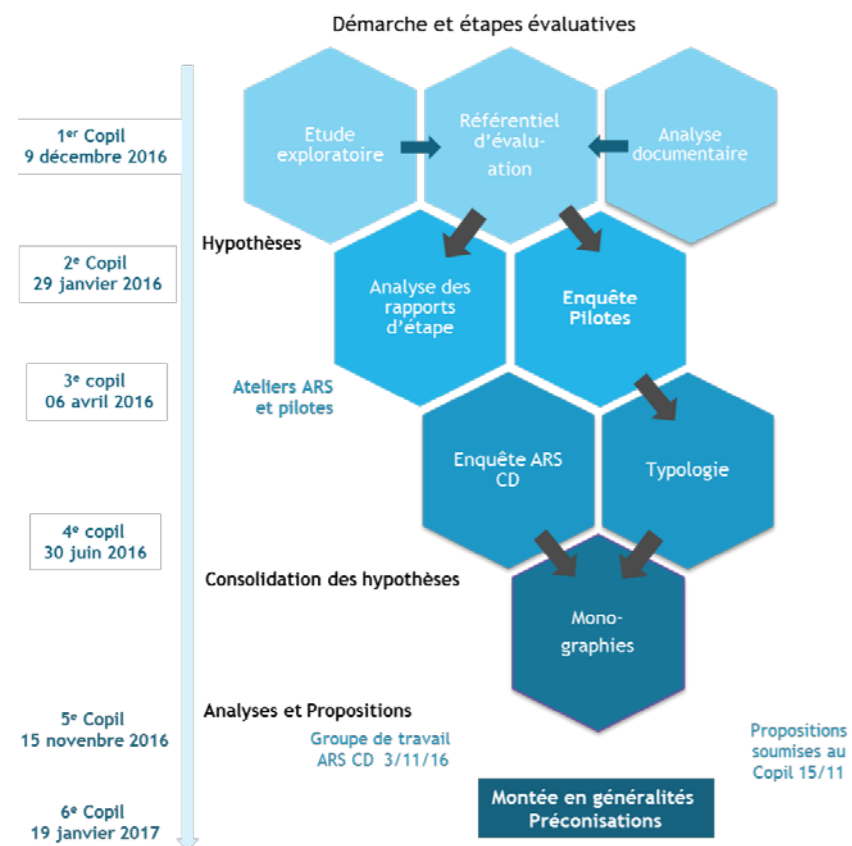 Démarche et étapes évaluatives
1er Copil
9 décembre 2016
Etude
exploratoire
Référentiel
d'évalu-
ation
Analyse
documentaire
Hypothèses
2e Copil
29 janvier 2016
Analyse des
rapports
d'étape
Enquête
Pilotes
3e copil
06 avril 2016
Ateliers ARS
et pilotes
Enquête ARS
CD
Typologie
4e copil
30 juin 2016
Consolidation des hypothèses
Mono-
graphies
Analyses et Propositions
5e Copil
15 novenbre 2016
Groupe de travail
ARS CD 3/11/16
Propositions
soumises au
Copil 15/11
Montée en généralités
Préconisations
6e Copil
19 janvier 2017